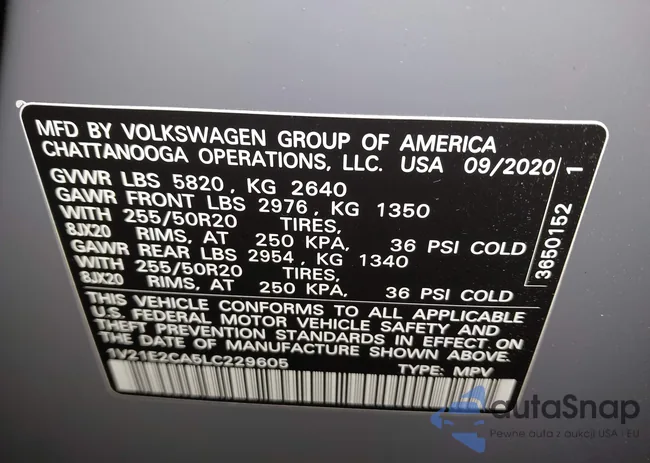 MFD BY VOLKSWAGEN GROUP OF AMERICA
CHATTANOOGA OPERATIONS, LLC. USA 09/2020
GVWR LBS 5820, KG 2640
GAWR FRONT LBS 2976, KG 1350
WITH 255/50R20 TIRES,
8JX20 RIMS, AT 250 KPA, 36 PSI COLD
GAWR REAR LBS 2954, KG 1340
WITH 255/50R20 TIRES,
8JX20 RIMS, AT 250 KPA, 36 PSI COLD
THIS VEHICLE CONFORMS TO ALL APPLICABLE
U.S. FEDERAL MOTOR VEHICLE SAFETY AND
THEFT PREVENTION STANDARDS IN EFFECT ON
THE DATE OF MANUFACTURE SHOWN ABOVE
1V21E2CA5LC229605 TYPE: MPV
3650152 1
autaSnap
Pewne auta z aukcji USA - EU